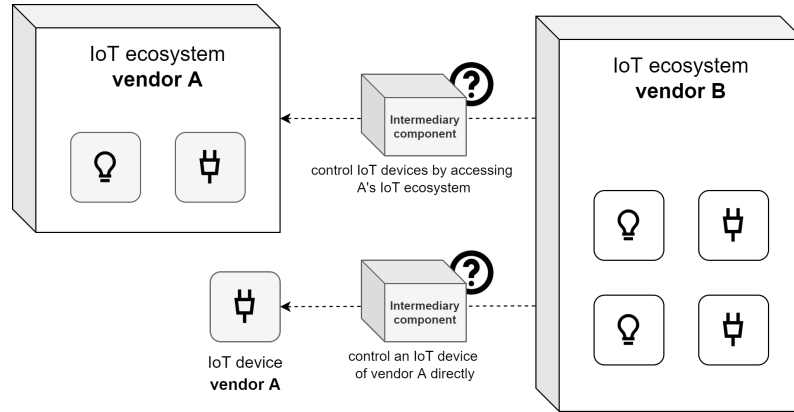 IoT ecosystem
vendor A
IoT ecosystem
vendor B
?
Intermediary
component
control IoT devices by accessing
A's IoT ecosystem
?
Intermediary
component
control an IoT device
of vendor A directly
IoT device
vendor A